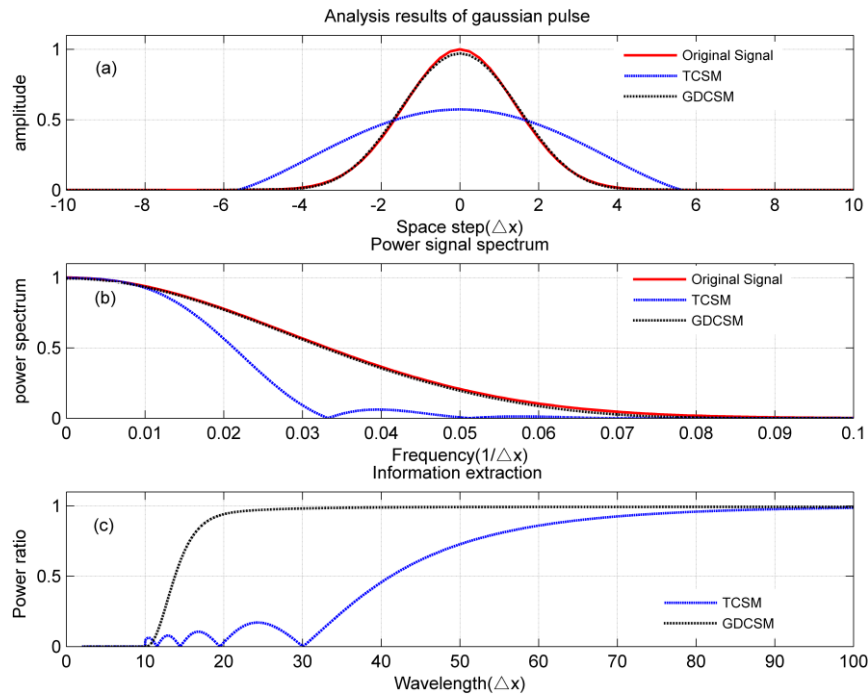 Analysis results of gaussian pulse
1
0.5
0
amplitude
(a)
Original Signal
TCSM
GDCSM
-10 -8 -6 -4 -2 0 2 4 6 8 10
Space step(△x)
Power signal spectrum
1
0.5
0
power spectrum
(b)
Original Signal
TCSM
GDCSM
0 0.01 0.02 0.03 0.04 0.05 0.06 0.07 0.08 0.09 0.1
Frequency(1/△x)
Information extraction
1
0.5
0
Power ratio
(c)
TCSM
GDCSM
0 10 20 30 40 50 60 70 80 90 100
Wavelength(△x)